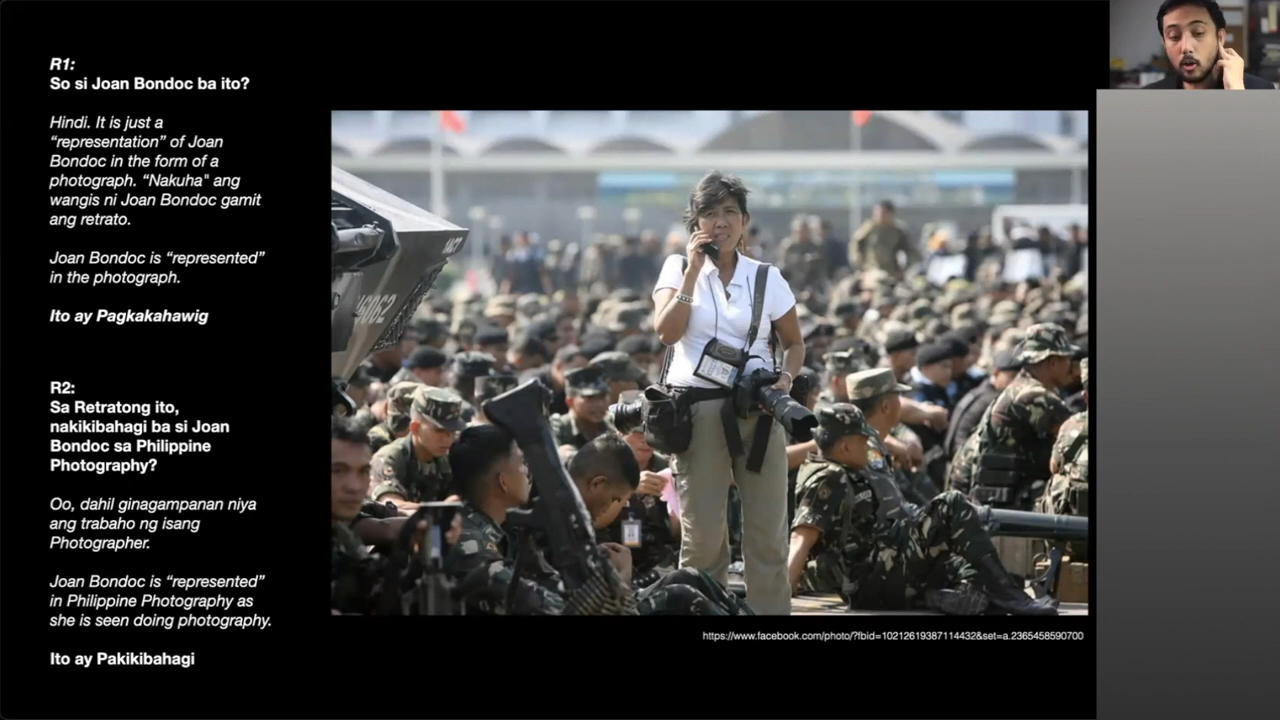 R1:
So si Joan Bondoc ba ito?
Hindi. It is just a
“representation” of Joan
Bondoc in the form of a
photograph. “Nakuha" ang
wangis ni Joan Bondoc gamit
ang retrato.
Joan Bondoc is “represented”
in the photograph.
Ito ay Pagkakahawig
R2:
Sa Retratong ito,
nakikibahagi ba si Joan
Bondoc sa Philippine
Photography?
Oo, dahil ginagampanan niya
ang trabaho ng isang
Photographer.
Joan Bondoc is “represented”
in Philippine Photography as
she is seen doing photography.
Ito ay Pakikibahagi
https://www.facebook.com/photo/?fbid=10212619387114432&set=a.2365458590700